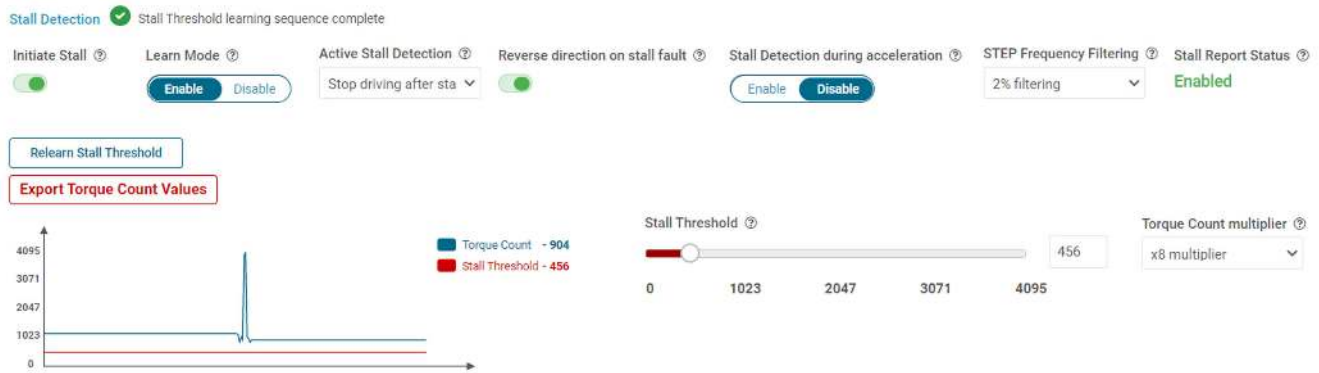 Stall Detection Stall Threshold learning sequence complete
Initiate Stall Learn Mode Active Stall Detection Reverse direction on stall fault Stall Detection during acceleration STEP Frequency Filtering Stall Report Status
Enable Disable Stop driving after sta Enable Disable 2% filtering Enabled
Relearn Stall Threshold
Export Torque Count Values
Stall Threshold Torque Count multiplier
Torque Count - 904
Stall Threshold - 456
456 x8 multiplier
0 1023 2047 3071 4095
4095
3071
2047
1023
0